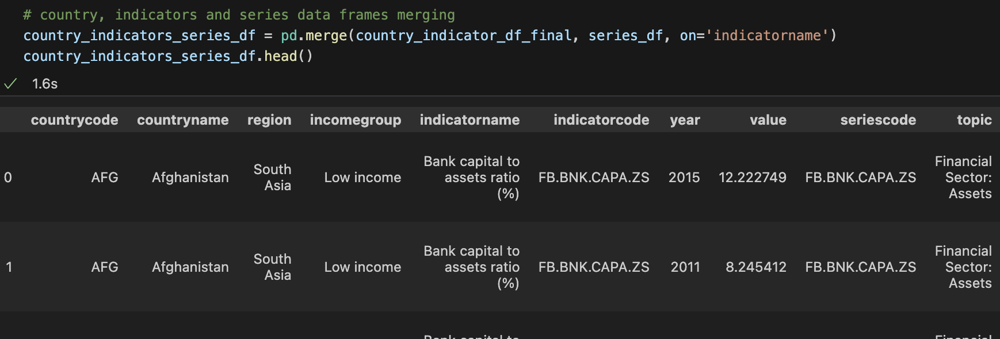 # country, indicators and series data frames merging
country_indicators_series_df = pd.merge(country_indicator_df_final, series_df, on='indicatorname')
country_indicators_series_df.head()
1.6s
countrycode countryname region incomegroup indicatorname indicatorcode year value seriescode topic
0 AFG Afghanistan South Asia Low income Bank capital to assets ratio (%) FB.BNK.CAPA.ZS 2015 12.222749 FB.BNK.CAPA.ZS Financial Sector: Assets
1 AFG Afghanistan South Asia Low income Bank capital to assets ratio (%) FB.BNK.CAPA.ZS 2011 8.245412 FB.BNK.CAPA.ZS Financial Sector: Assets
Bank capital to Financial